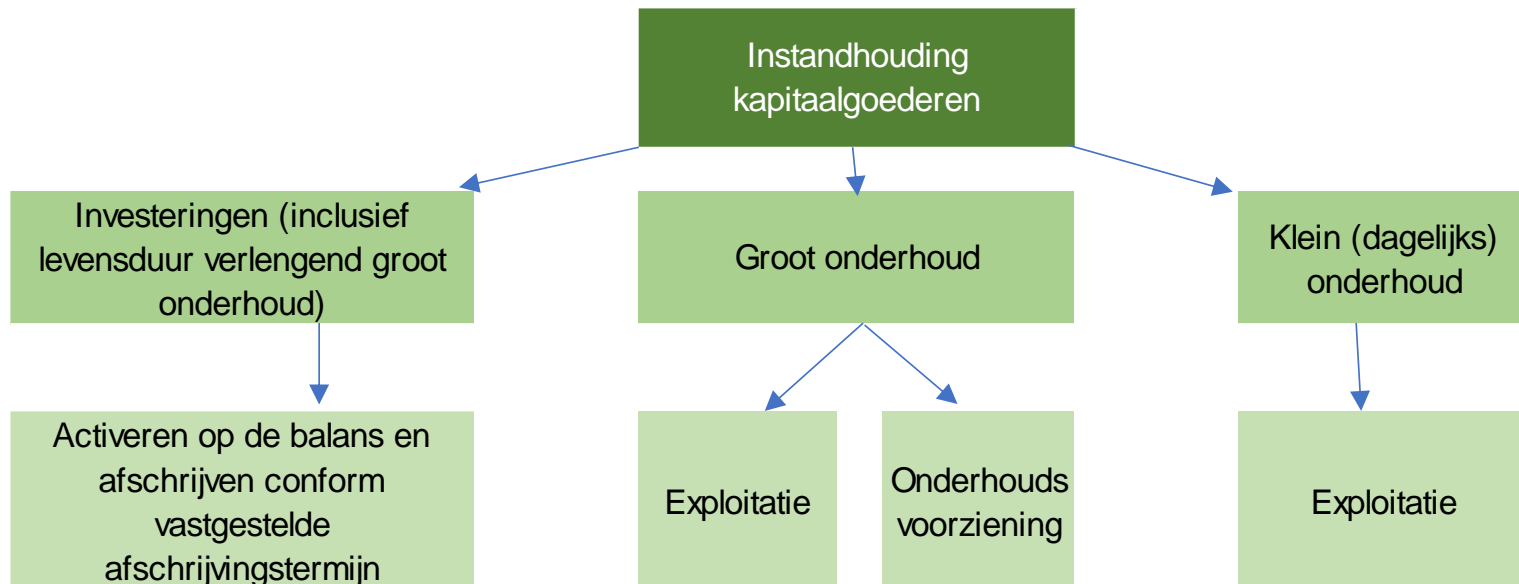 Instandhouding
kapitaalgoederen
Investeringen (inclusief
levensduur verlengend groot
onderhoud)
Groot onderhoud
Klein (dagelijks)
onderhoud
Activeren op de balans en
afschrijven conform
vastgestelde
afschrijvingstermijn
Exploitatie
Onderhouds
voorziening
Exploitatie